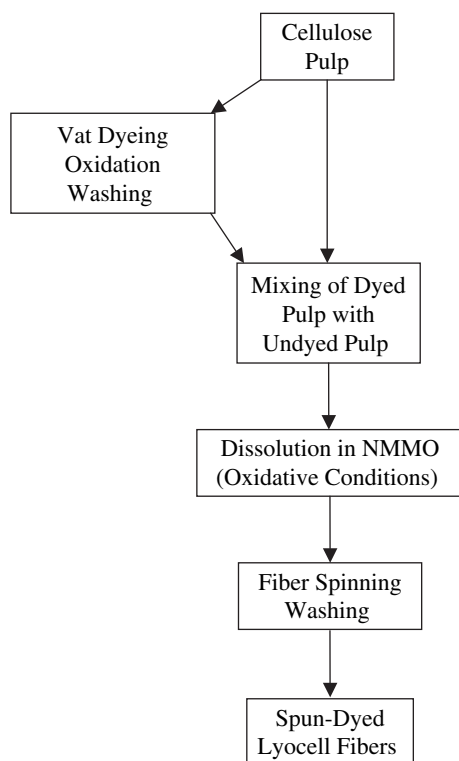 Cellulose
Pulp
Vat Dyeing
Oxidation
Washing
Mixing of Dyed
Pulp with
Undyed Pulp
Dissolution in NMMO
(Oxidative Conditions)
Fiber Spinning
Washing
Spun-Dyed
Lyocell Fibers